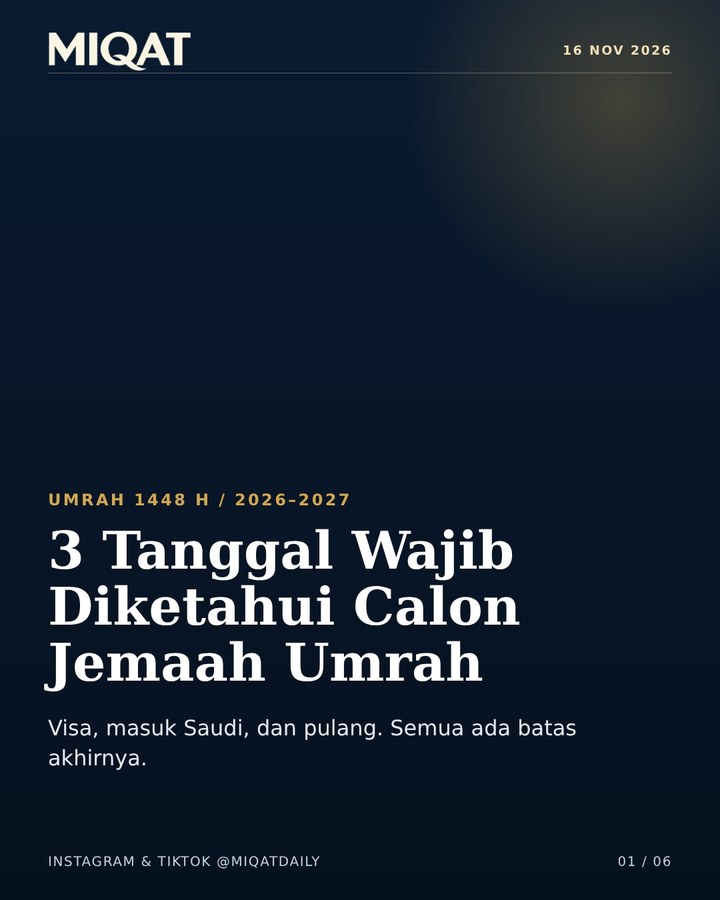 MIQAT
16 NOV 2026
UMRAH 1448 H / 2026–2027
3 Tanggal Wajib
Diketahui Calon
Jemaah Umrah
Visa, masuk Saudi, dan pulang. Semua ada batas
akhirnya.
INSTAGRAM & TIKTOK @MIQATDAILY
01 / 06